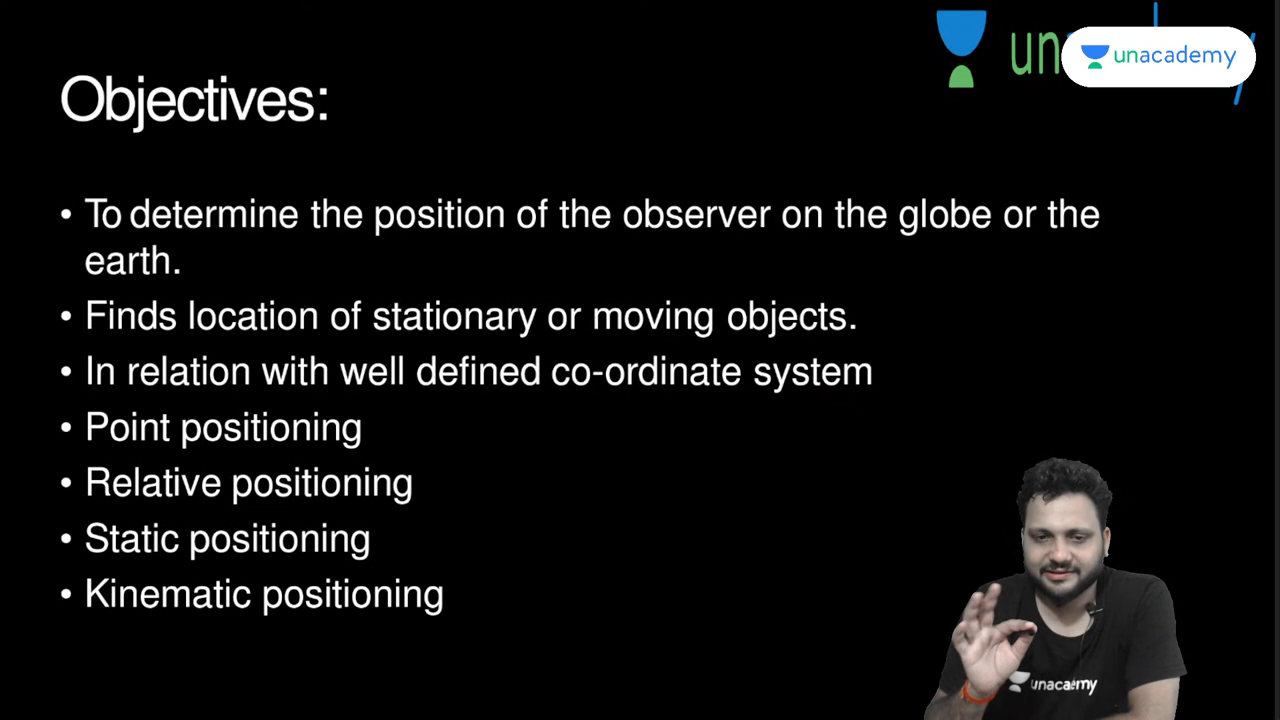 unacademy
Objectives:
• To determine the position of the observer on the globe or the
earth.
• Finds location of stationary or moving objects.
• In relation with well defined co-ordinate system
• Point positioning
• Relative positioning
• Static positioning
• Kinematic positioning
unacademy